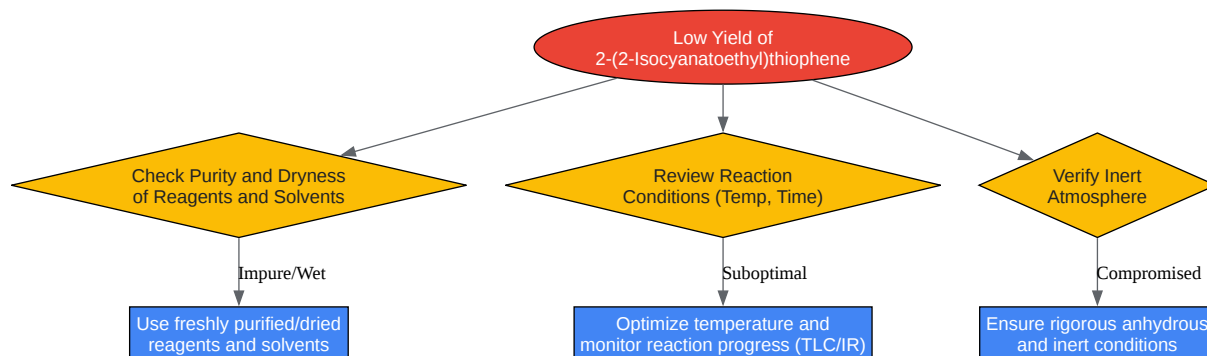 Low Yield of
2-(2-Isocyanatoethyl)thiophene
Check Purity and Dryness
of Reagents and Solvents
Review Reaction
Conditions (Temp, Time)
Verify Inert
Atmosphere
Impure/Wet
Suboptimal
Compromised
Use freshly purified/dried
reagents and solvents
Optimize temperature and
monitor reaction progress (TLC/IR)
Ensure rigorous anhydrous
and inert conditions